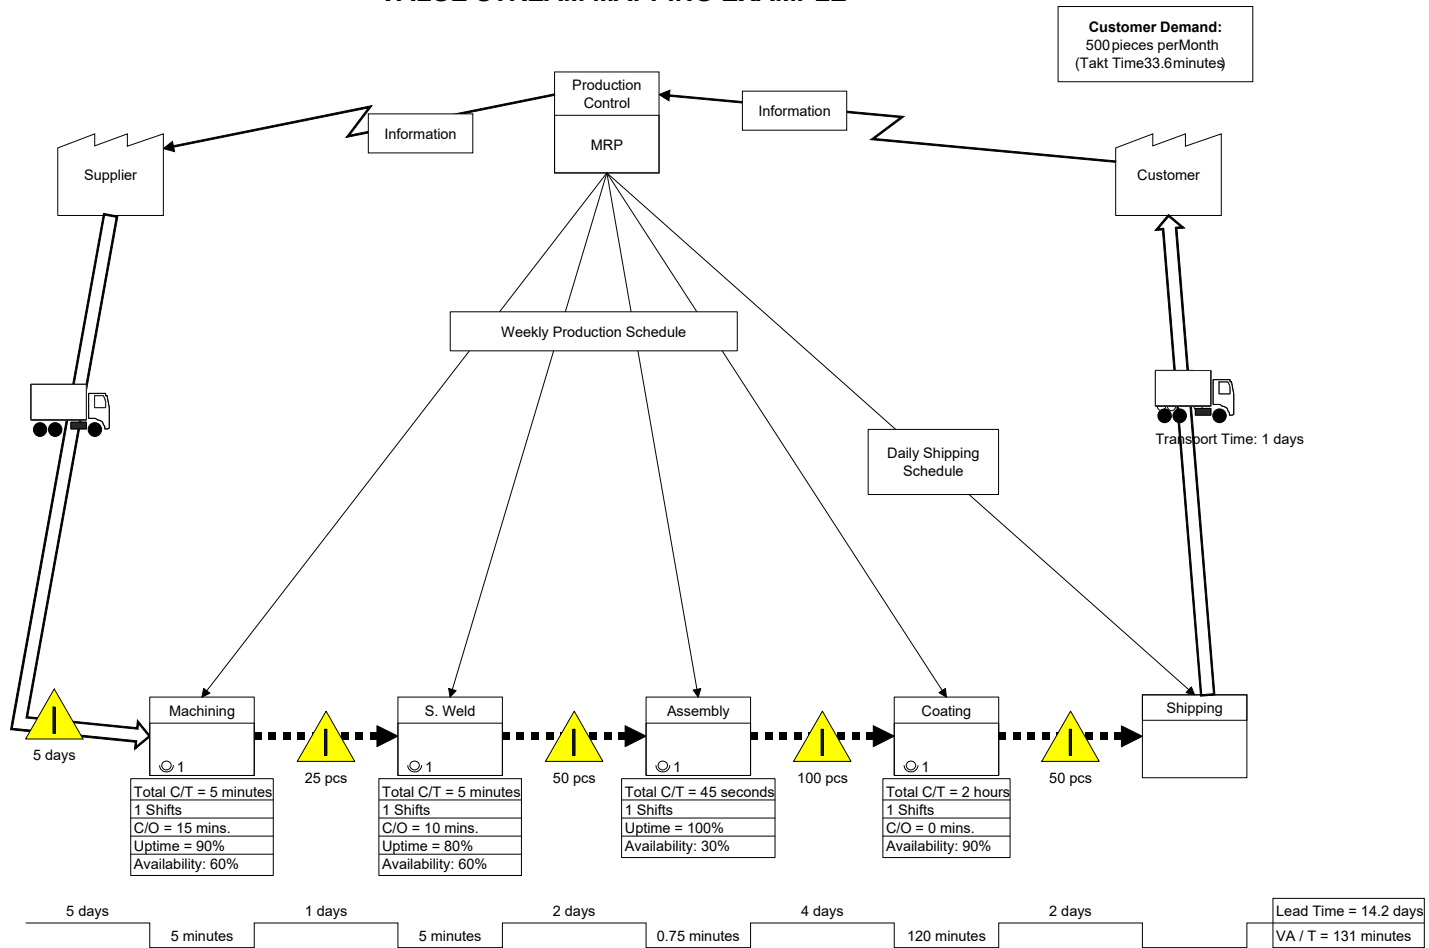 VALUE STREAM MAPPING EXAMPLE
Customer Demand:
500 pieces per Month
(Takt Time 33.6 minutes)
Production
Control
MRP
Information
Information
Supplier
Customer
Weekly Production Schedule
Daily Shipping
Schedule
Transport Time: 1 days
Machining
1
S. Weld
1
Assembly
1
Coating
1
Shipping
I
5 days
I
25 pcs
I
50 pcs
I
100 pcs
I
50 pcs
Total C/T = 5 minutes
1 Shifts
C/O = 15 mins.
Uptime = 90%
Availability: 60%
Total C/T = 5 minutes
1 Shifts
C/O = 10 mins.
Uptime = 80%
Availability: 60%
Total C/T = 45 seconds
1 Shifts
Uptime = 100%
Availability: 30%
Total C/T = 2 hours
1 Shifts
C/O = 0 mins.
Availability: 90%
5 days
1 days
2 days
4 days
2 days
Lead Time = 14.2 days
5 minutes
5 minutes
0.75 minutes
120 minutes
VA / T = 131 minutes